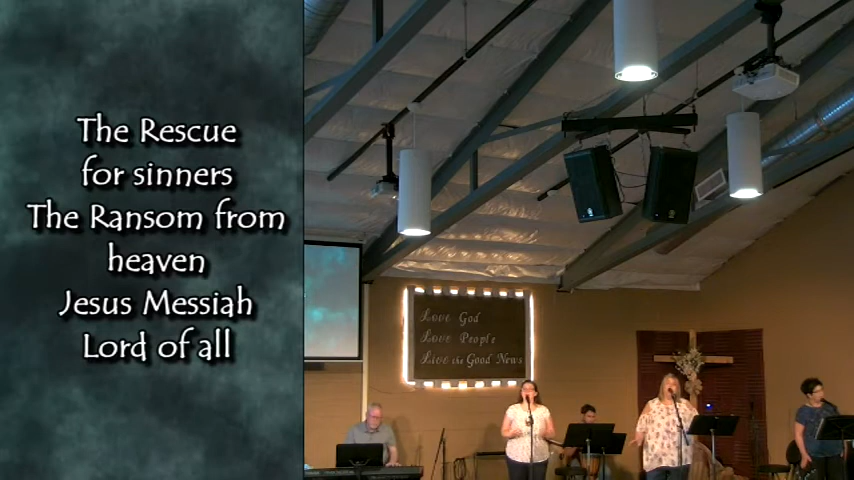 The Rescue
for sinners
The Ransom from
heaven
Jesus Messiah
Lord of all
Love God
Love People
Live the Good News